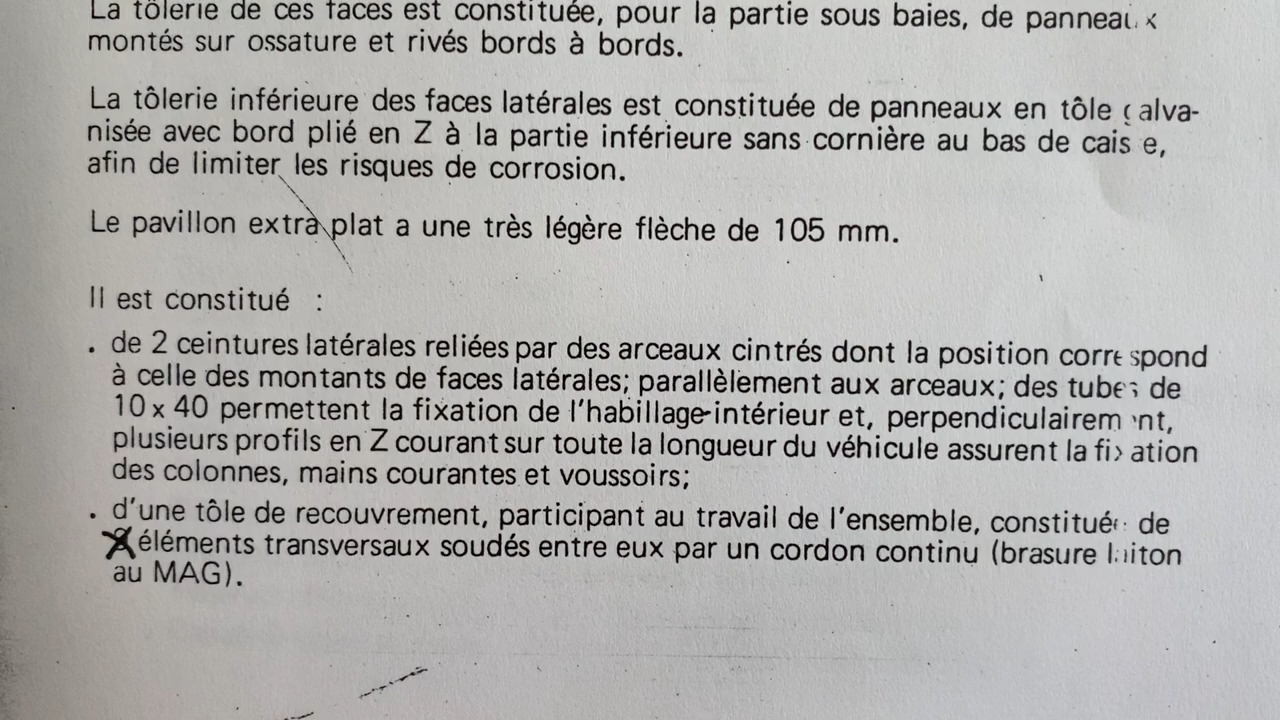 La tôlerie de ces faces est constituée, pour la partie sous baies, de panneaux
montés sur ossature et rivés bords à bords.
La tôlerie inférieure des faces latérales est constituée de panneaux en tôle galva-
nisée avec bord plié en Z à la partie inférieure sans cornière au bas de caisse,
afin de limiter les risques de corrosion.
Le pavillon extra plat a une très légère flèche de 105 mm.
Il est constitué :
. de 2 ceintures latérales reliées par des arceaux cintrés dont la position correspond
à celle des montants de faces latérales; parallèlement aux arceaux; des tubes de
10 x 40 permettent la fixation de l'habillage intérieur et, perpendiculairement,
plusieurs profils en Z courant sur toute la longueur du véhicule assurent la fixation
des colonnes, mains courantes et voussoirs;
. d'une tôle de recouvrement, participant au travail de l'ensemble, constituée de
éléments transversaux soudés entre eux par un cordon continu (brasure laiton
au MAG).